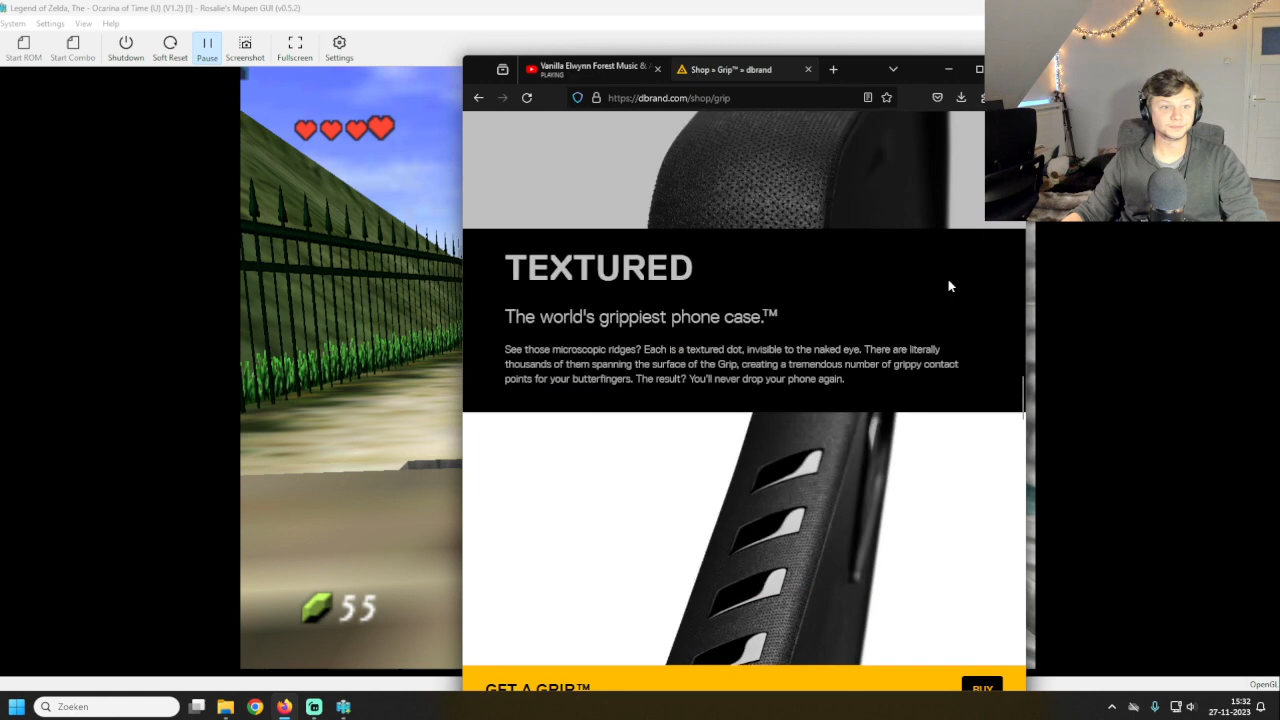 Legend of Zelda, The - Ocarina of Time (U) (V1.2) [!] - Rosalie's Mupen GUI (v0.5.2)
System Settings View Help
Start ROM Start Combo Shutdown Soft Reset Pause Screenshot Fullscreen Settings
Vanilla Elwynn Forest Music &
PLAYING
Shop » Grip™ » dbrand
https://dbrand.com/shop/grip
TEXTURED
The world's grippiest phone case.™
See those microscopic ridges? Each is a textured dot, invisible to the naked eye. There are literally
thousands of them spanning the surface of the Grip, creating a tremendous number of grippy contact
points for your butterfingers. The result? You'll never drop your phone again.
55
GET A GRIP™
BUY
OpenGL
Zoeken
15:32
27-11-2023